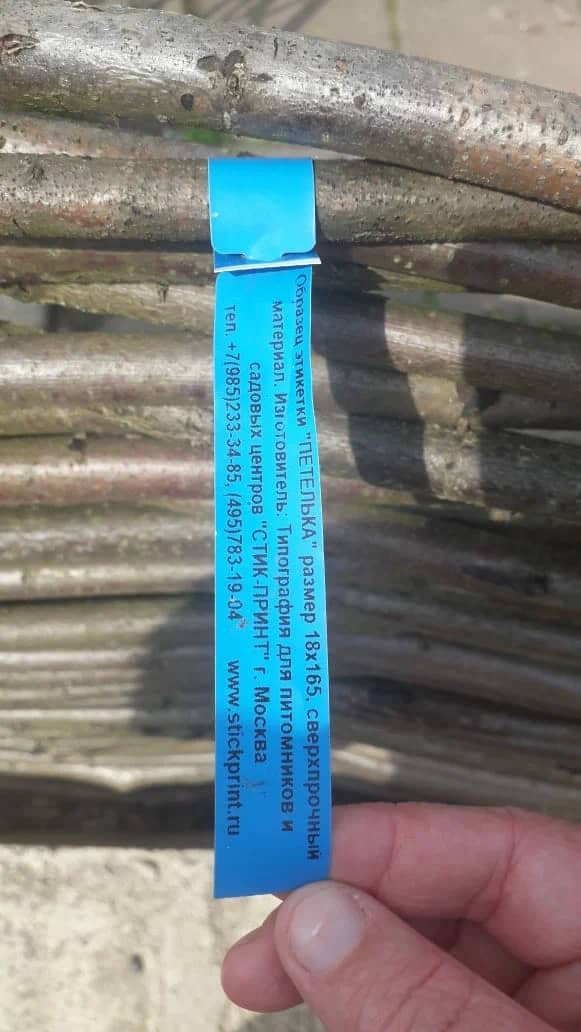 Образец этикетки "ПЕТЕЛЬКА" размер 18х165, сверхпрочный
материал. Изготовитель: Типография для питомников и
садовых центров "СТИК-ПРИНТ" г. Москва
тел. +7(985)233-34-85, (495)783-19-04 www.stickprint.ru